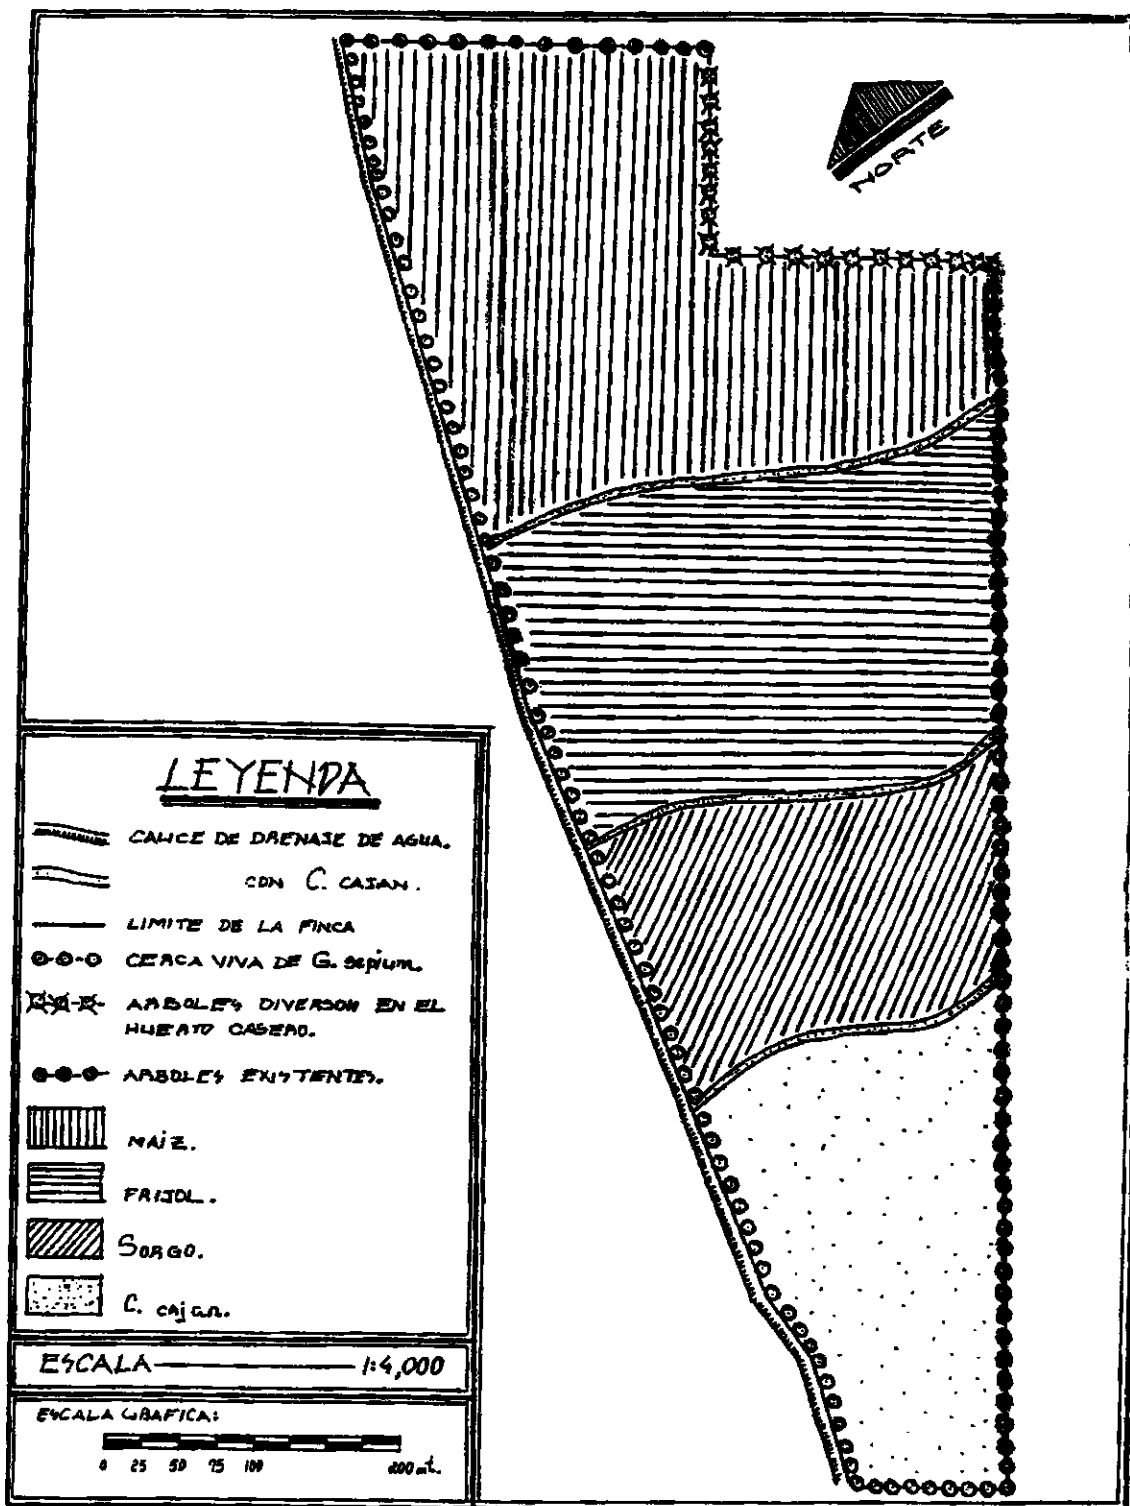 NORTE
LEYENDA
CAUCE DE DRENAJE DE AGUA.
CON C. CAJAN.
LIMITE DE LA FINCA
CERCA VIVA DE G. sepium.
ARBOLES DIVERSON EN EL
HUERTO CASERO.
ARBOLES EXISTENTES.
MAÍZ.
FRIJOL.
SORGO.
C. cajan.
ESCALA 1:4,000
ESCALA GRAFICA:
0 25 50 75 100 200 mt.